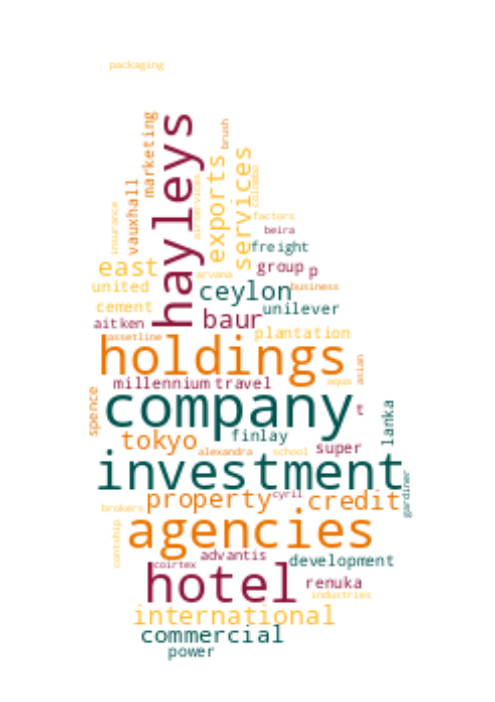 packaging
marketing
brush
hayleys
exports
services
colombo
airservices
vauxhall
insurance
factors
beira
freight
east
group
p
arvana
united
ceylon
business
cement
unilever
aitken
baur
plantation
assetline
holdings
asian
millennium
travel
aqua
spence
company
t
lanka
tokyo
finlay
super
alexandra
school
investment
gardiner
property
cyril
credit
brokers
agencies
contship
advantis
coirtex
development
hotel
renuka
industries
international
commercial
power